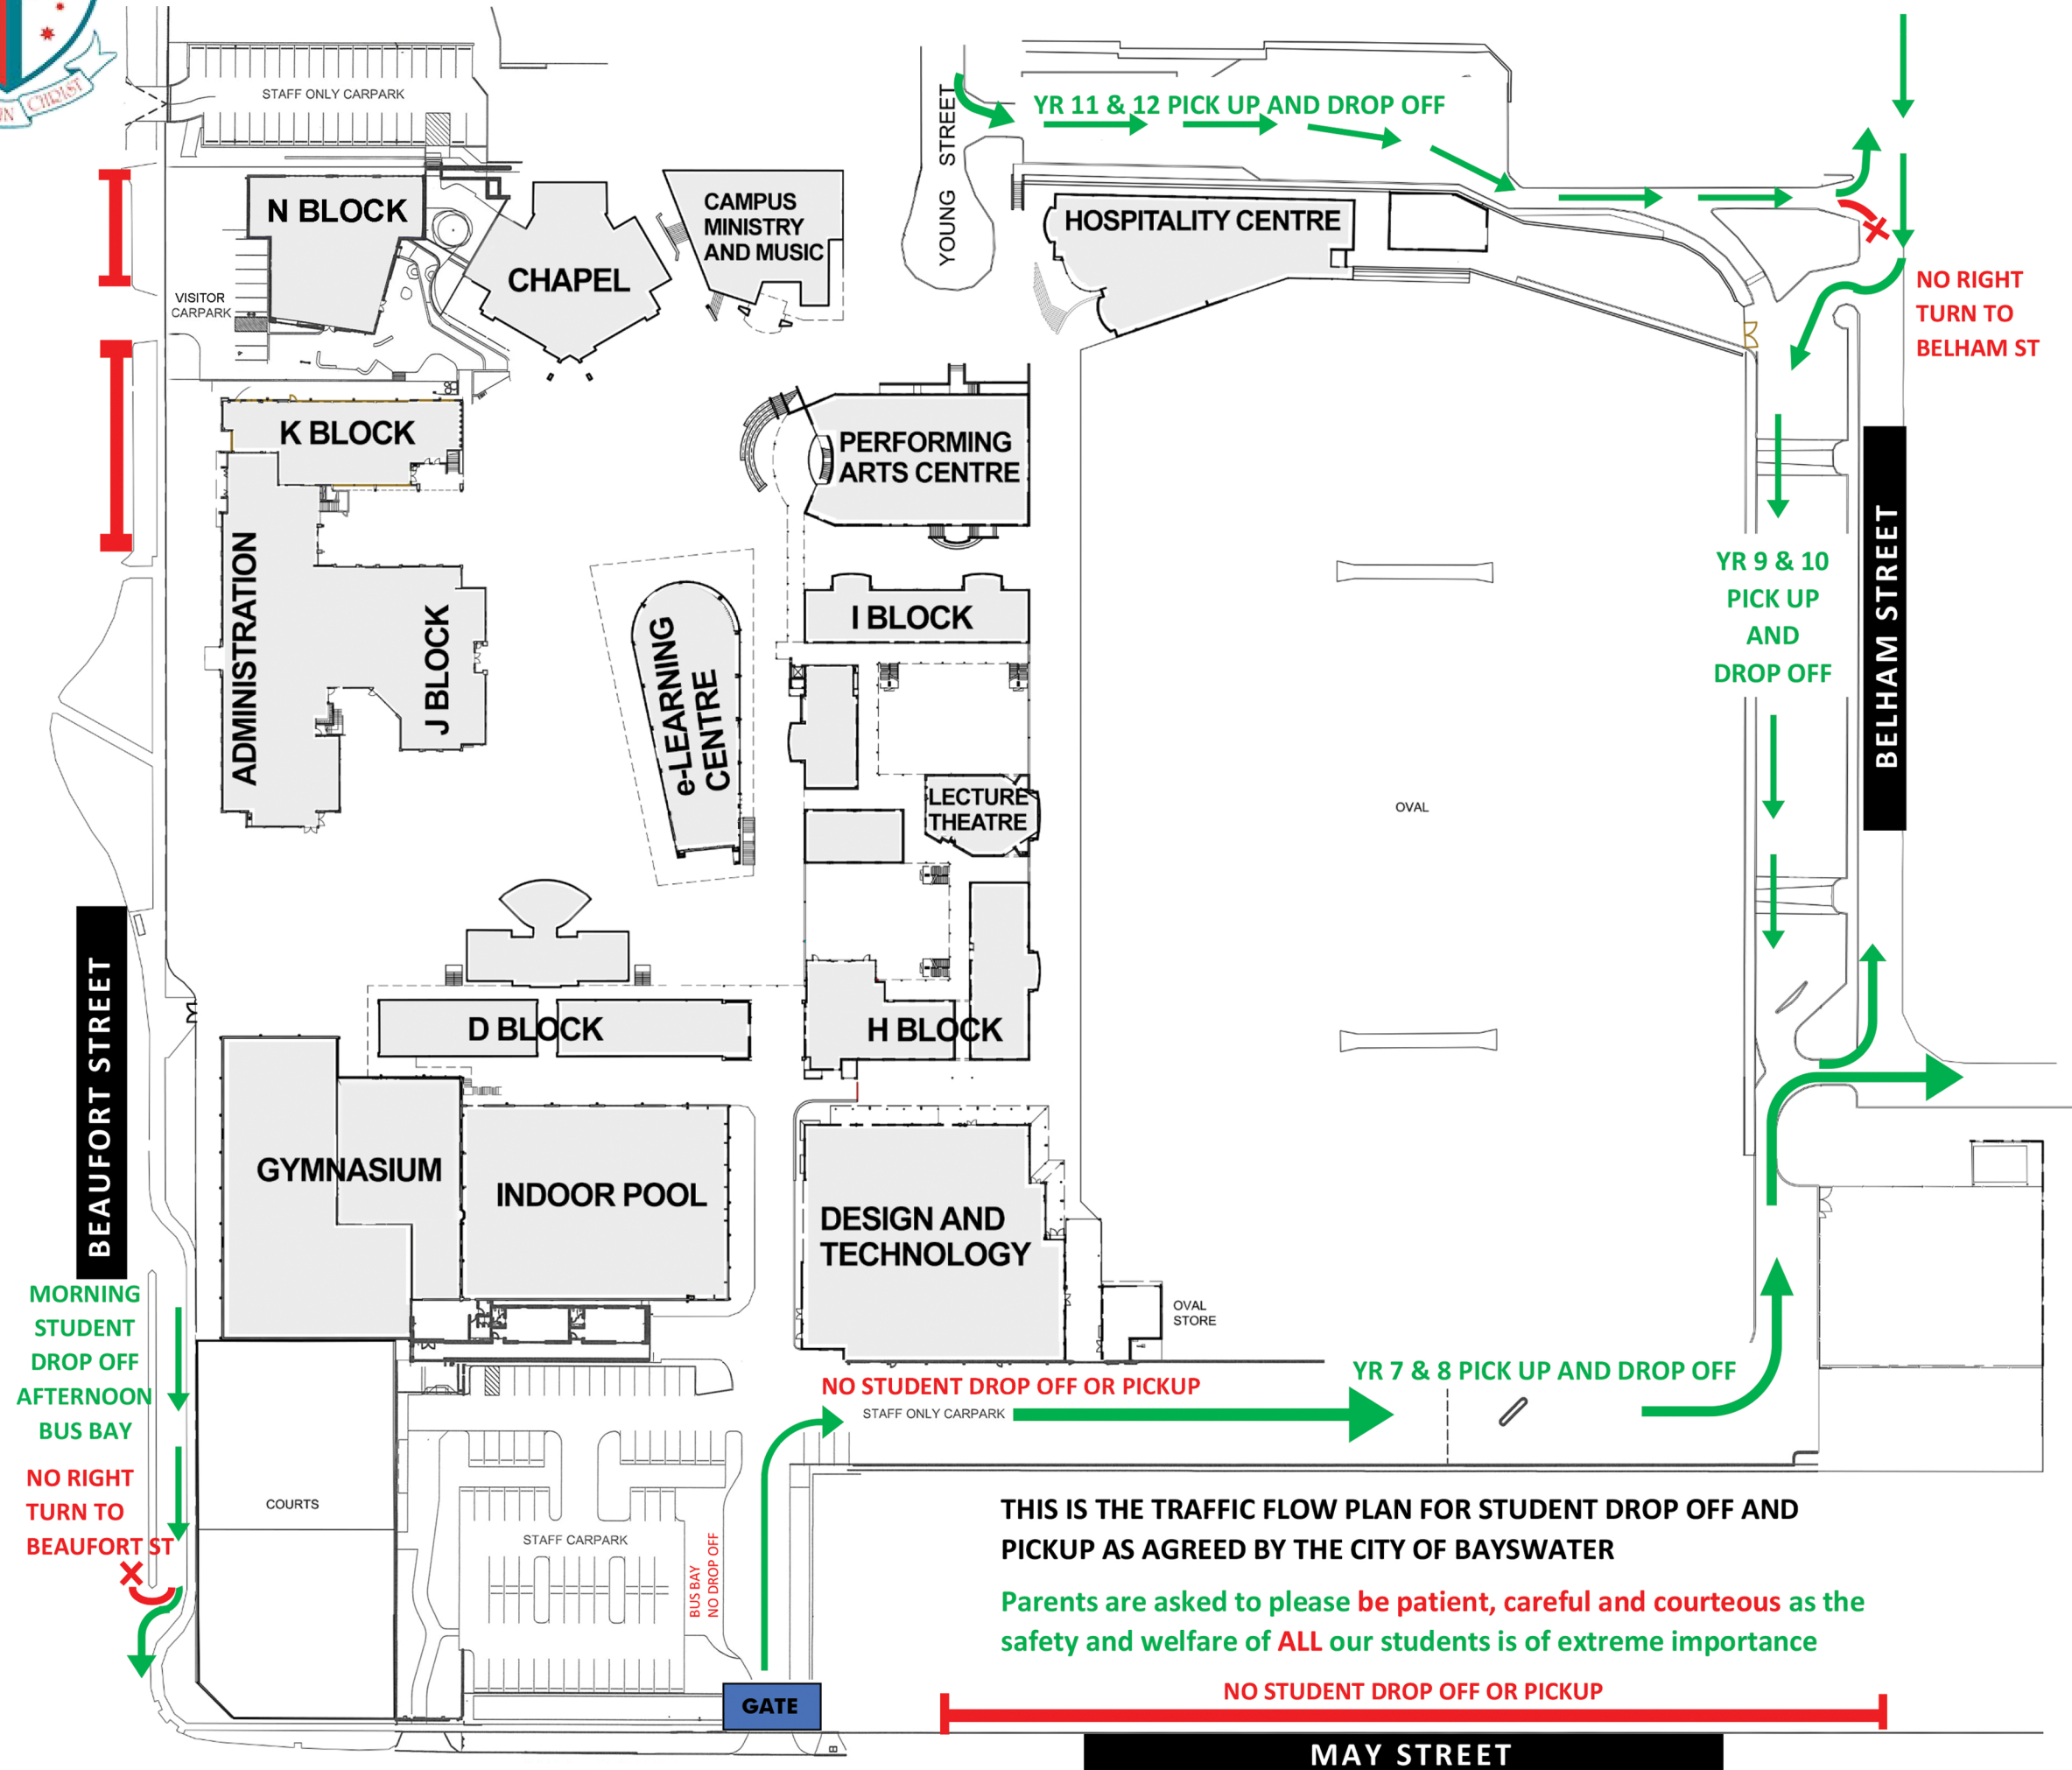 CHRIST
STAFF ONLY CARPARK
YOUNG STREET
YR 11 & 12 PICK UP AND DROP OFF
N BLOCK
CHAPEL
CAMPUS
MINISTRY
AND MUSIC
HOSPITALITY CENTRE
VISITOR
CARPARK
NO RIGHT
TURN TO
BELHAM ST
K BLOCK
PERFORMING
ARTS CENTRE
ADMINISTRATION
J BLOCK
e-LEARNING
CENTRE
I BLOCK
YR 9 & 10
PICK UP
AND
DROP OFF
BELHAM STREET
LECTURE
THEATRE
OVAL
BEAUFORT STREET
D BLOCK
H BLOCK
GYMNASIUM
INDOOR POOL
DESIGN AND
TECHNOLOGY
MORNING
STUDENT
DROP OFF
AFTERNOON
BUS BAY
OVAL
STORE
NO STUDENT DROP OFF OR PICKUP
STAFF ONLY CARPARK
YR 7 & 8 PICK UP AND DROP OFF
NO RIGHT
TURN TO
BEAUFORT ST
COURTS
STAFF CARPARK
BUS BAY
NO DROP OFF
THIS IS THE TRAFFIC FLOW PLAN FOR STUDENT DROP OFF AND
PICKUP AS AGREED BY THE CITY OF BAYSWATER
Parents are asked to please be patient, careful and courteous as the
safety and welfare of ALL our students is of extreme importance
NO STUDENT DROP OFF OR PICKUP
GATE
MAY STREET